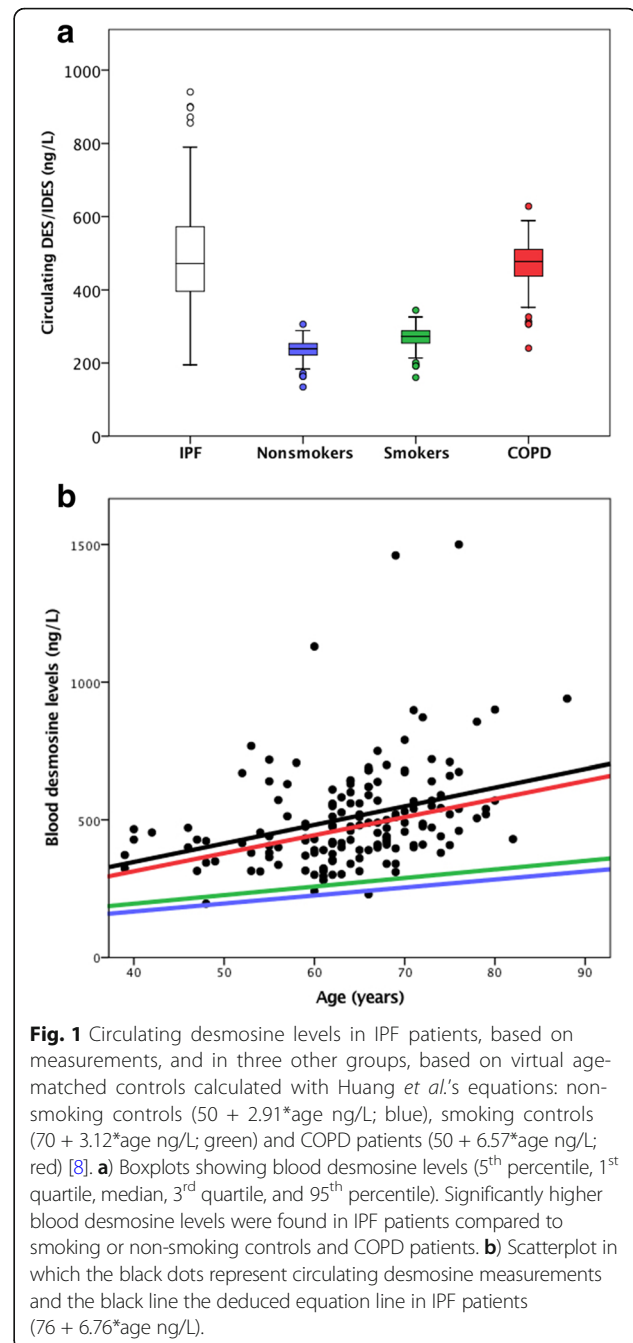 a
Circulating DES/IDES (ng/L)
1000
800
600
400
200
0
IPF Nonsmokers Smokers COPD
b
Blood desmosine levels (ng/L)
1500
1000
500
0
40 50 60 70 80 90
Age (years)
Fig. 1 Circulating desmosine levels in IPF patients, based on
measurements, and in three other groups, based on virtual age-
matched controls calculated with Huang et al.'s equations: non-
smoking controls (50 + 2.91*age ng/L; blue), smoking controls
(70 + 3.12*age ng/L; green) and COPD patients (50 + 6.57*age ng/L;
red) [8]. a) Boxplots showing blood desmosine levels (5th percentile, 1st
quartile, median, 3rd quartile, and 95th percentile). Significantly higher
blood desmosine levels were found in IPF patients compared to
smoking or non-smoking controls and COPD patients. b) Scatterplot in
which the black dots represent circulating desmosine measurements
and the black line the deduced equation line in IPF patients
(76 + 6.76*age ng/L).